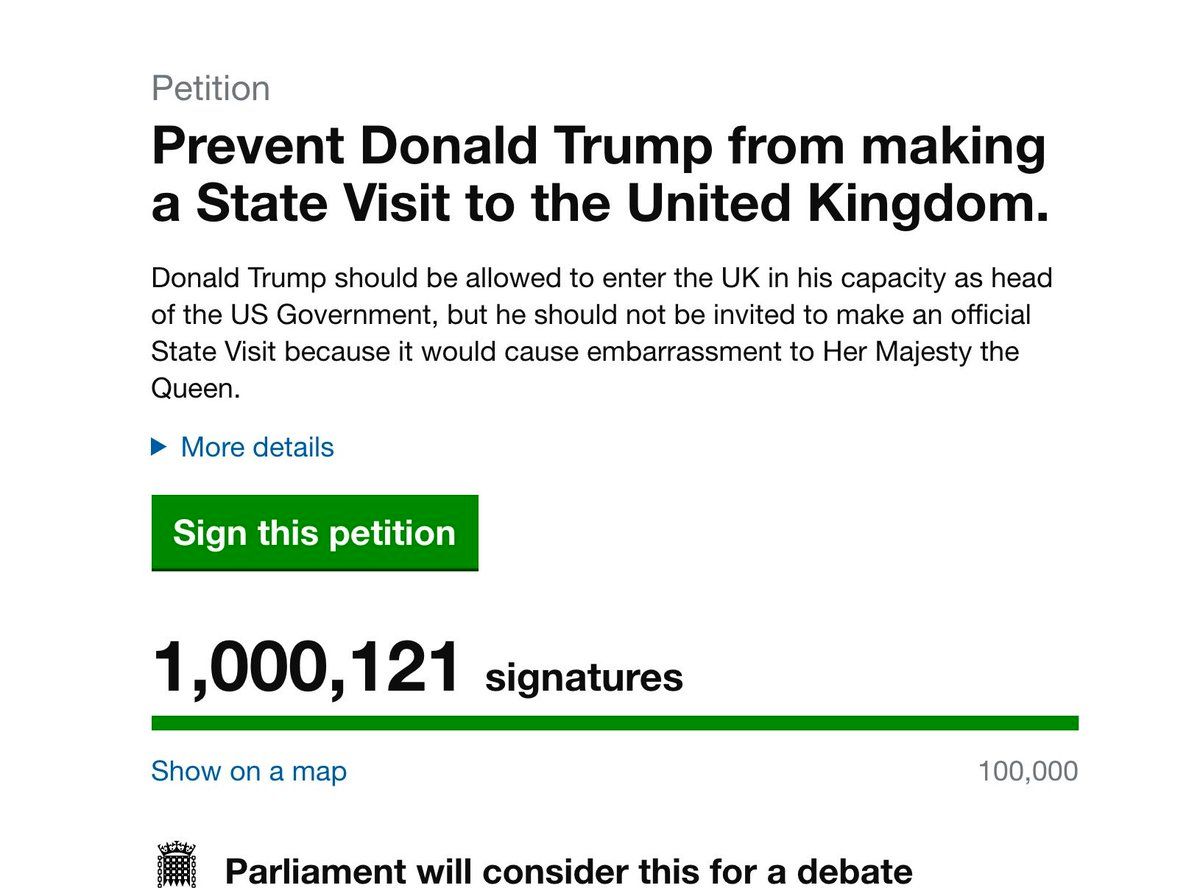 Petition
Prevent Donald Trump from making
a State Visit to the United Kingdom.
Donald Trump should be allowed to enter the UK in his capacity as head
of the US Government, but he should not be invited to make an official
State Visit because it would cause embarrassment to Her Majesty the
Queen.
More details
Sign this petition
1,000,121 signatures
Show on a map 100,000
Parliament will consider this for a debate